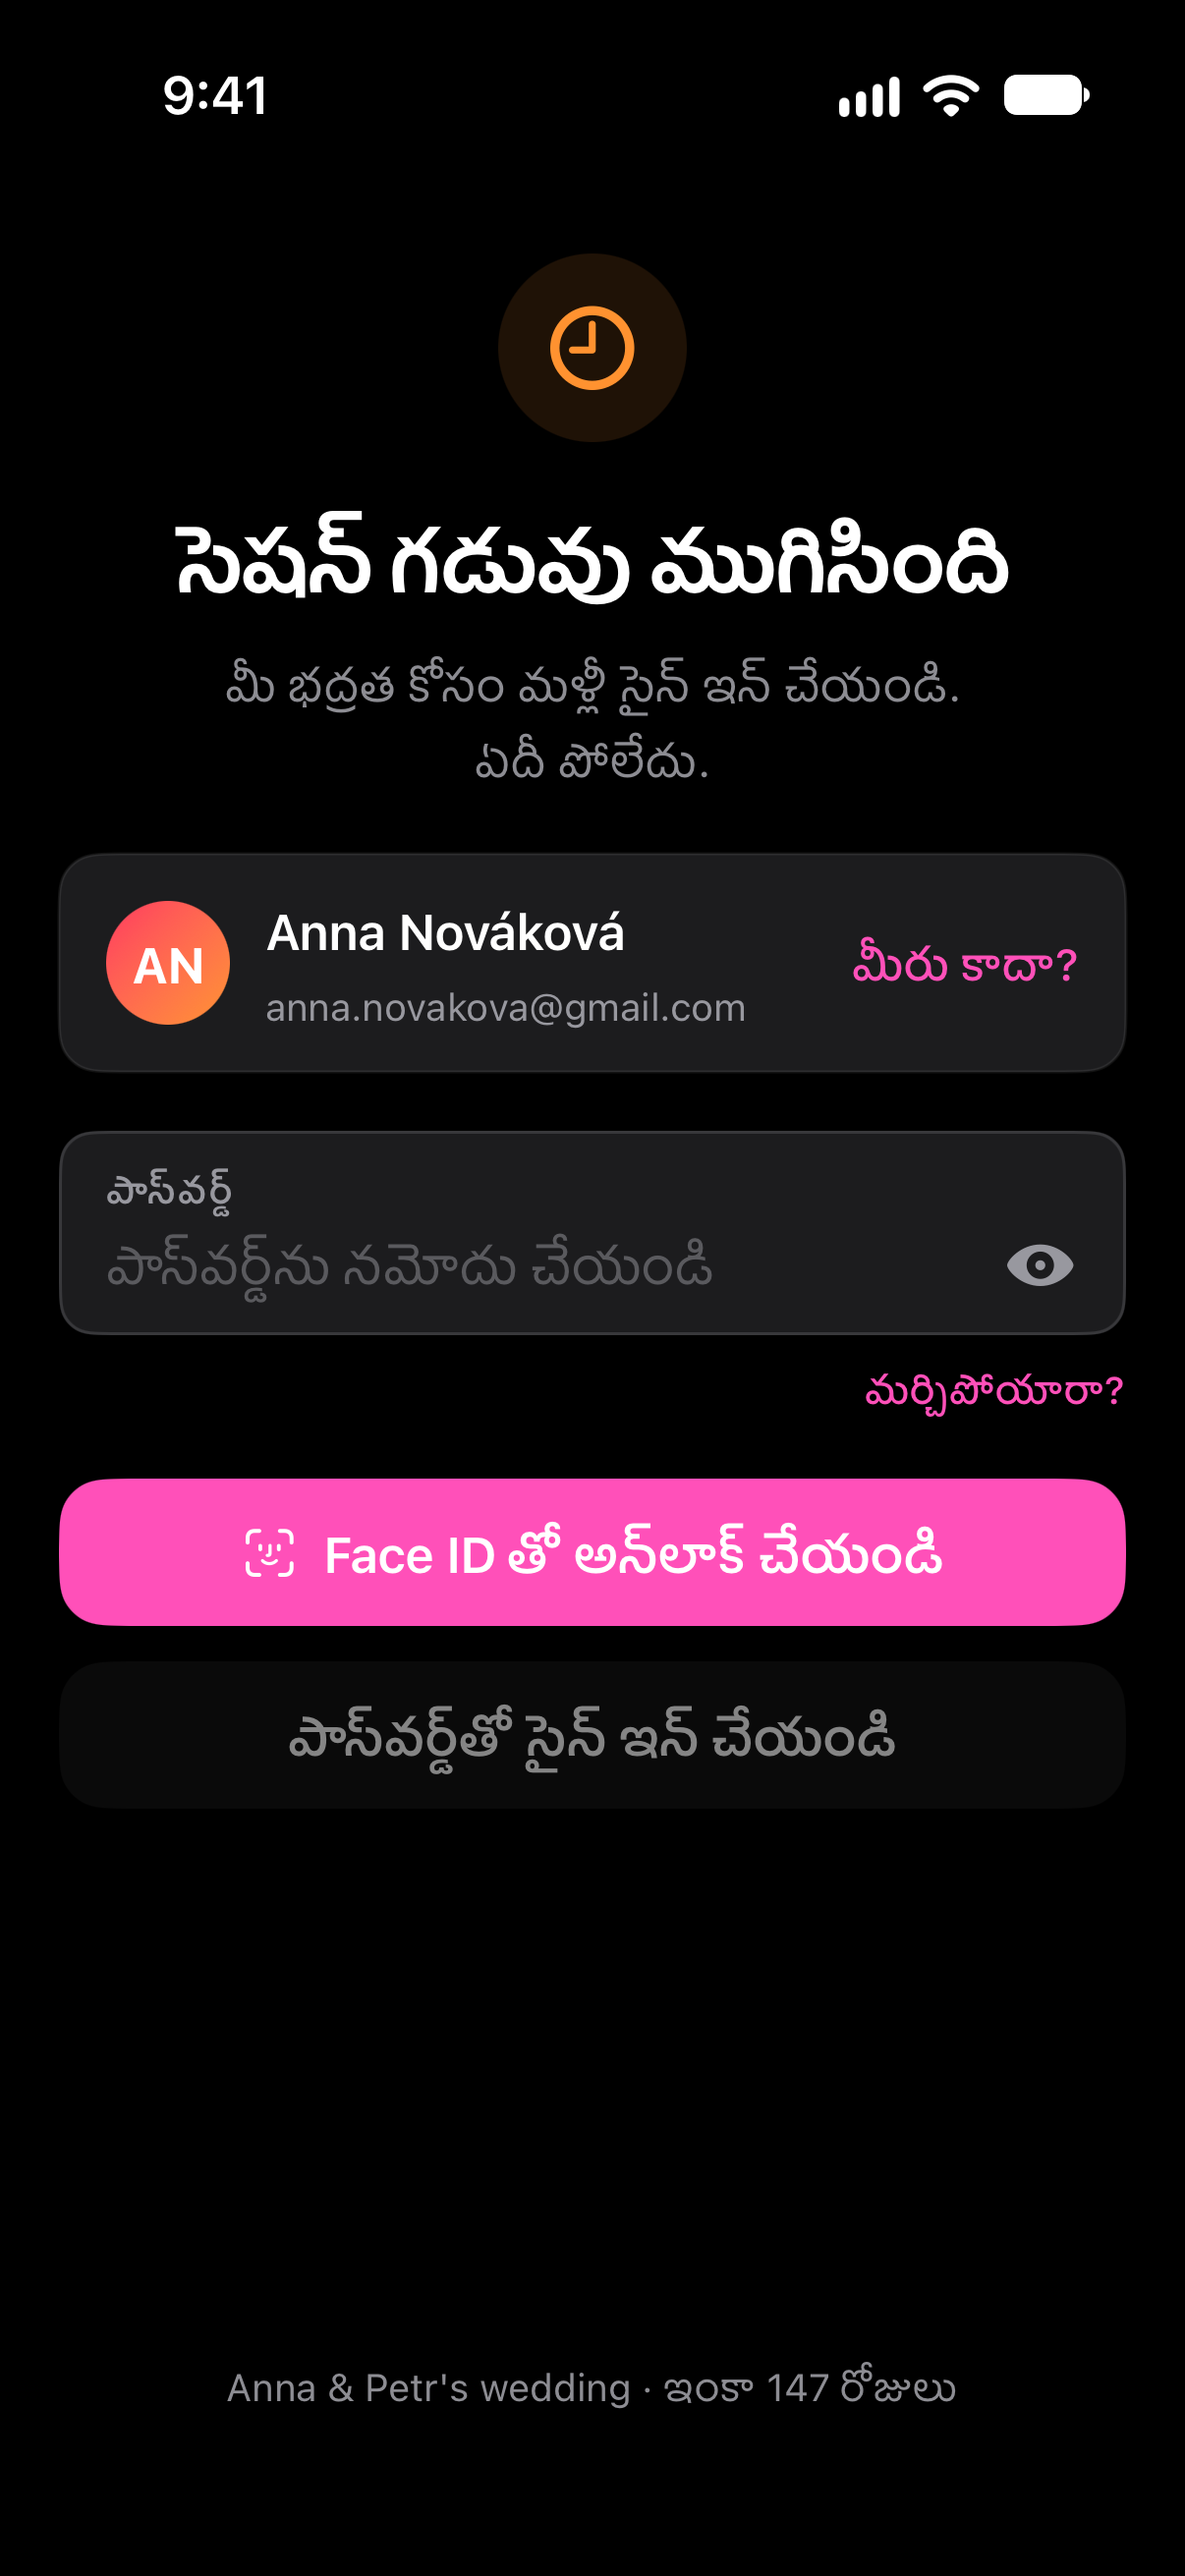 9:41
సెషన్ గడువు ముగిసింది
మీ భద్రత కోసం మళ్లీ సైన్ ఇన్ చేయండి.
ఏదీ పోలేదు.
AN
Anna Nováková
anna.novakova@gmail.com
మీరు కాదా?
పాస్‌వర్డ్
పాస్‌వర్డ్‌ను నమోదు చేయండి
మర్చిపోయారా?
Face ID తో అన్‌లాక్ చేయండి
పాస్‌వర్డ్‌తో సైన్ ఇన్ చేయండి
Anna & Petr's wedding · ఇంకా 147 రోజులు